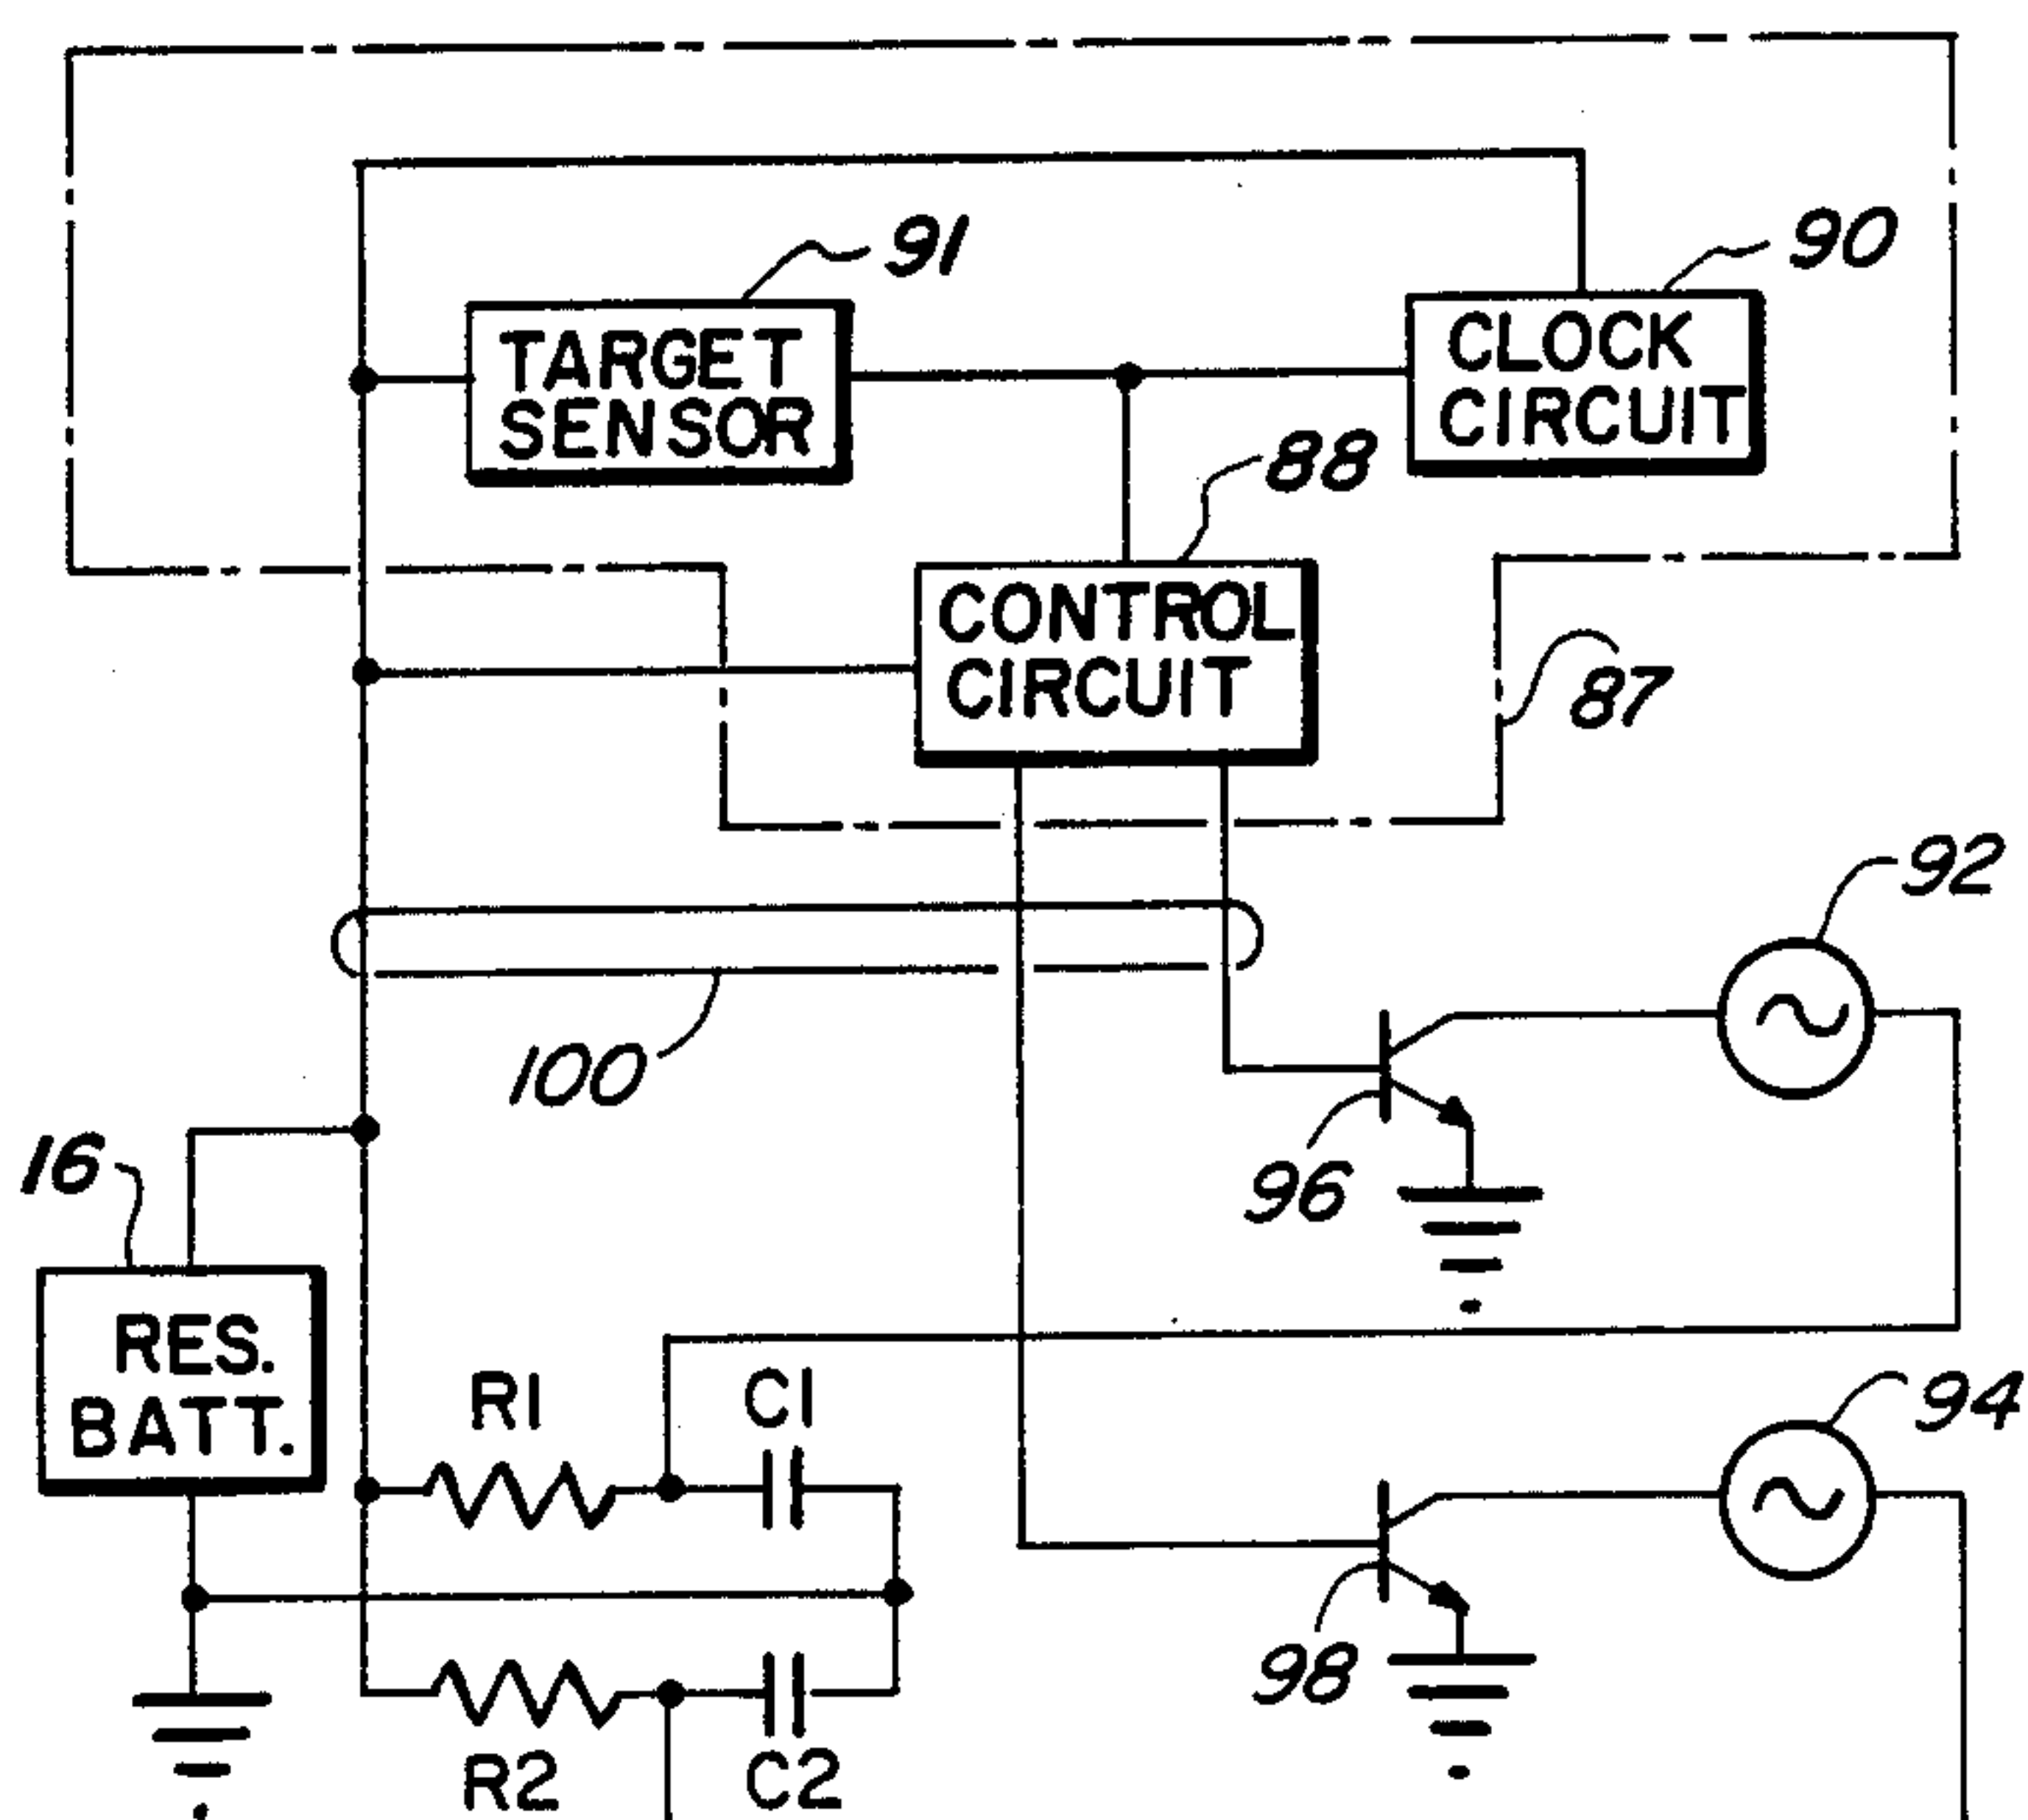 91
90
TARGET
SENSOR
CLOCK
CIRCUIT
88
CONTROL
CIRCUIT
87
92
100
96
16
RES.
BATT.
R1
C1
94
98
R2
C2